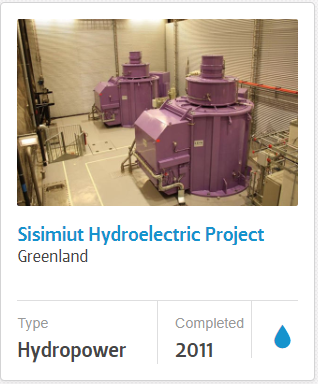 Sisimiut Hydroelectric Project
Greenland
Type
Completed
Hydropower
2011